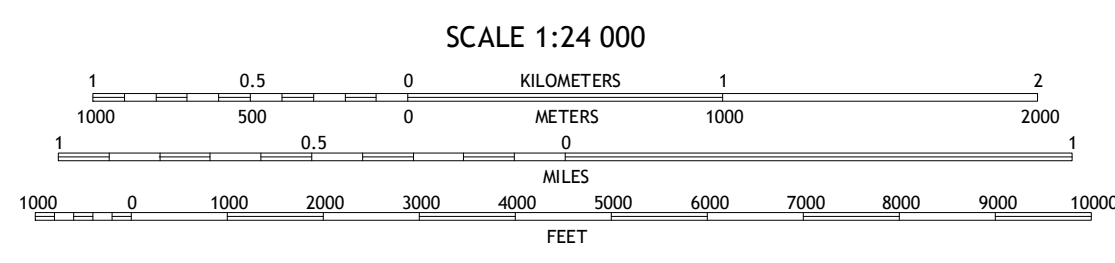 SCALE 1:24 000
1 0.5 0 KILOMETERS 1 2
1000 500 0 METERS 1000 2000
1 0.5 0 1
MILES
1000 0 1000 2000 3000 4000 5000 6000 7000 8000 9000 10000
FEET